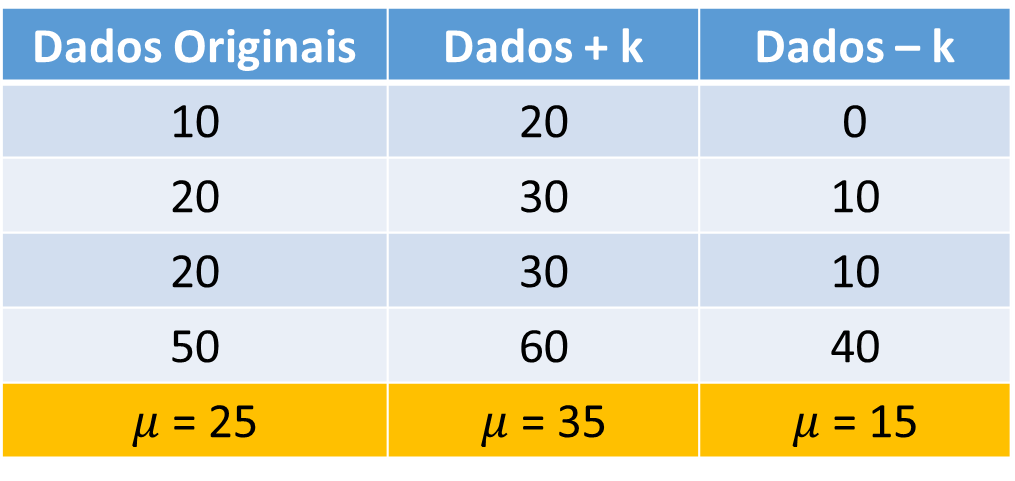 Dados Originais Dados + k Dados – k
10 20 0
20 30 10
20 30 10
50 60 40
𝜇 = 25 𝜇 = 35 𝜇 = 15